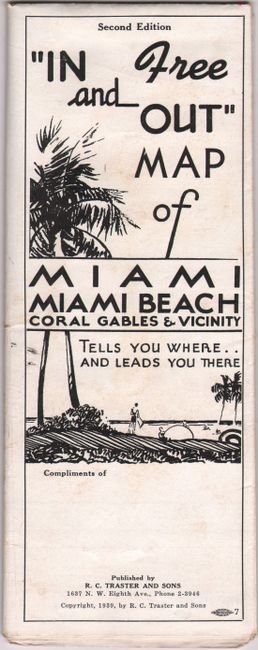 Second Edition
"IN Free
and
OUT"
MAP
of
MIAMI
MIAMI BEACH
CORAL GABLES & VICINITY
TELLS YOU WHERE..
AND LEADS YOU THERE
Compliments of
Published by
R. C. TRASTER AND SONS
1637 N. W. Eighth Ave., Phone 2-3946
Copyright, 1939, by R. C. Traster and Sons
7